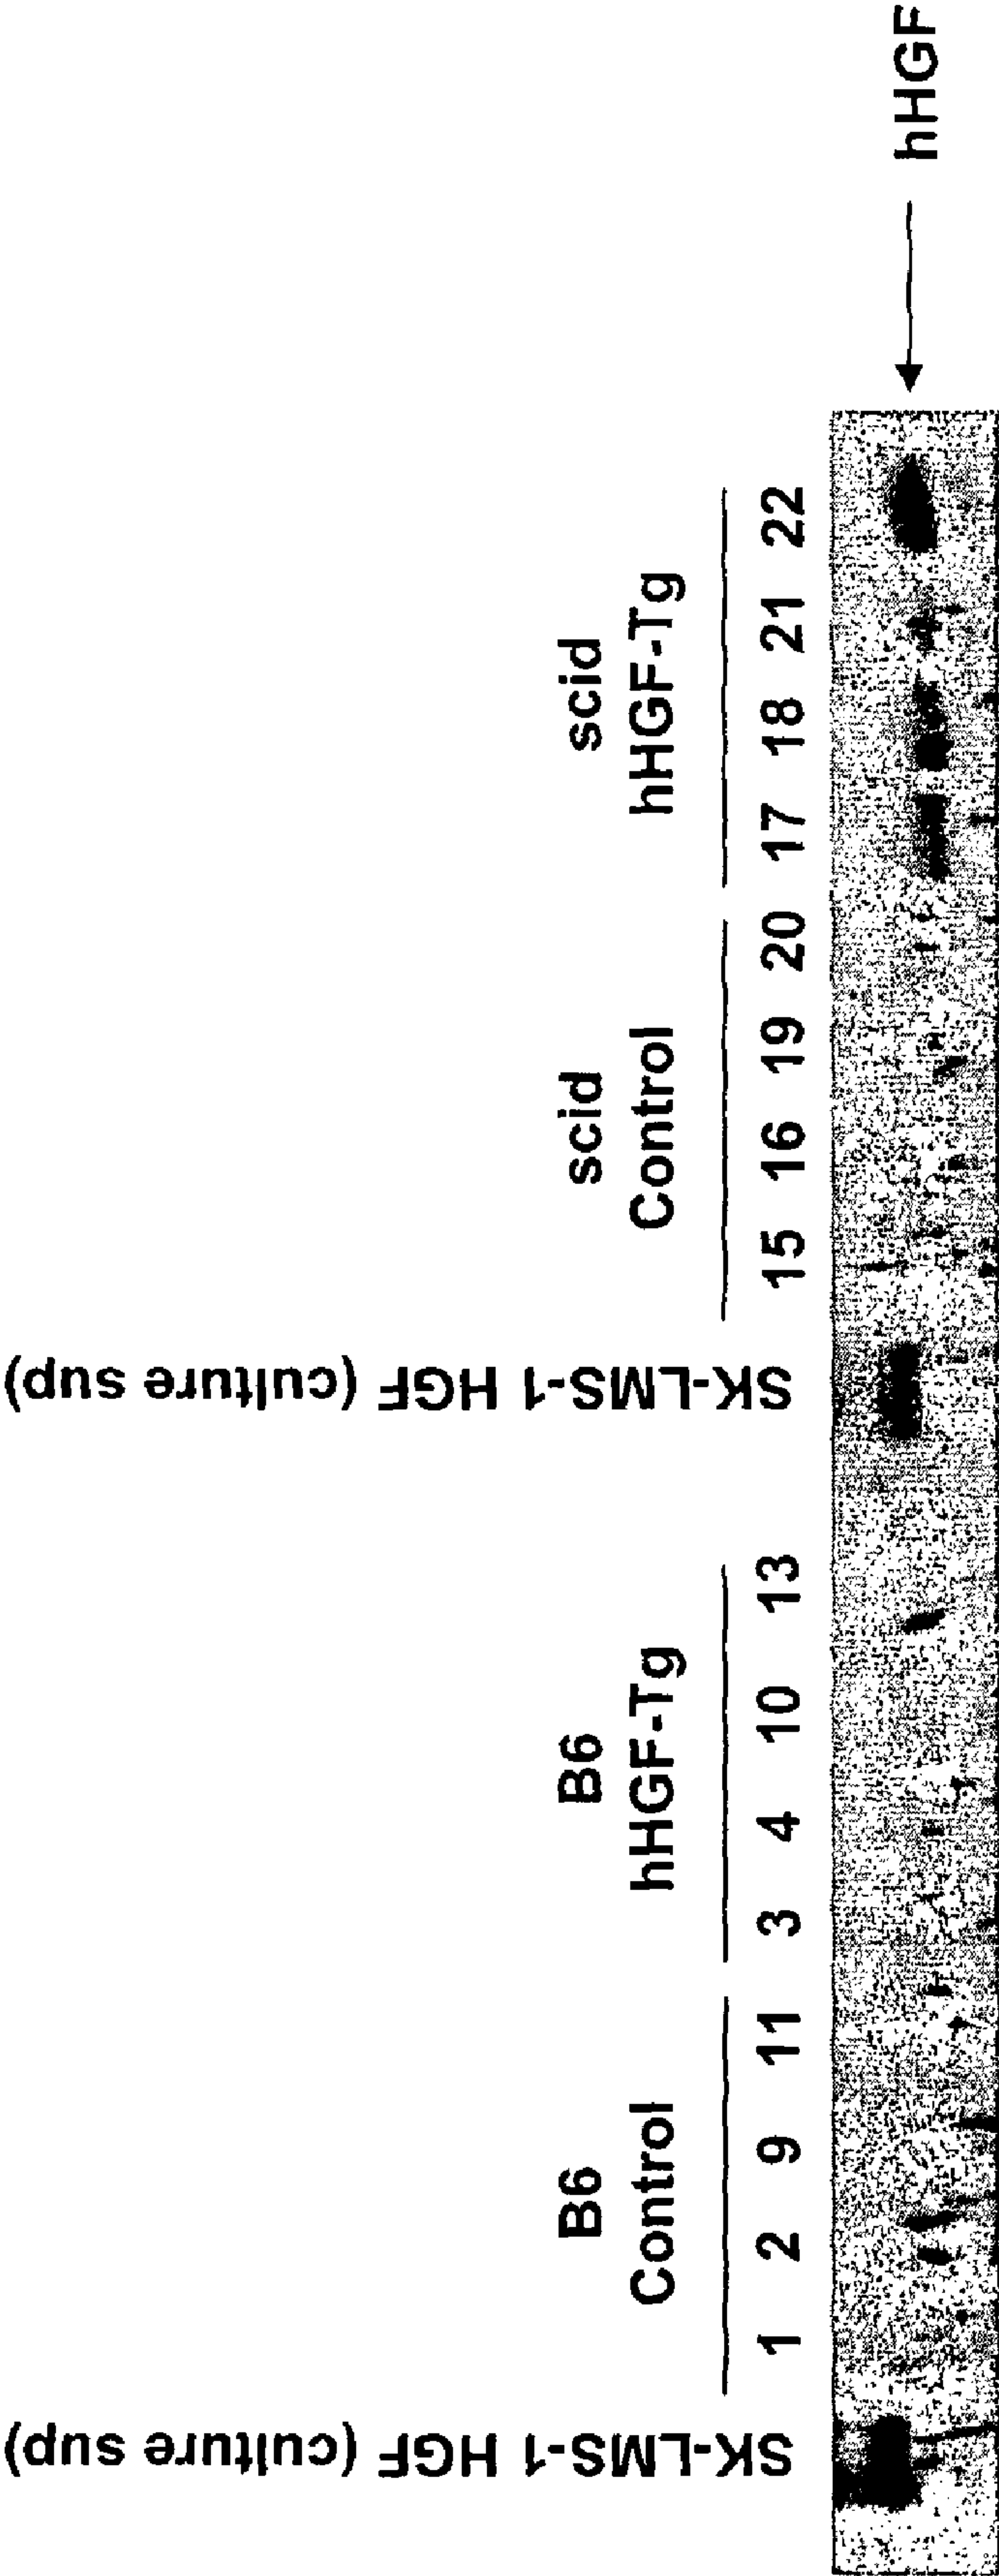 SK-LMS-1 HGF (culture sup)
B6
Control
1 2 9 11
B6
hHGF-Tg
3 4 10 13
SK-LMS-1 HGF (culture sup)
scid
Control
15 16 19 20
scid
hHGF-Tg
17 18 21 22
hHGF